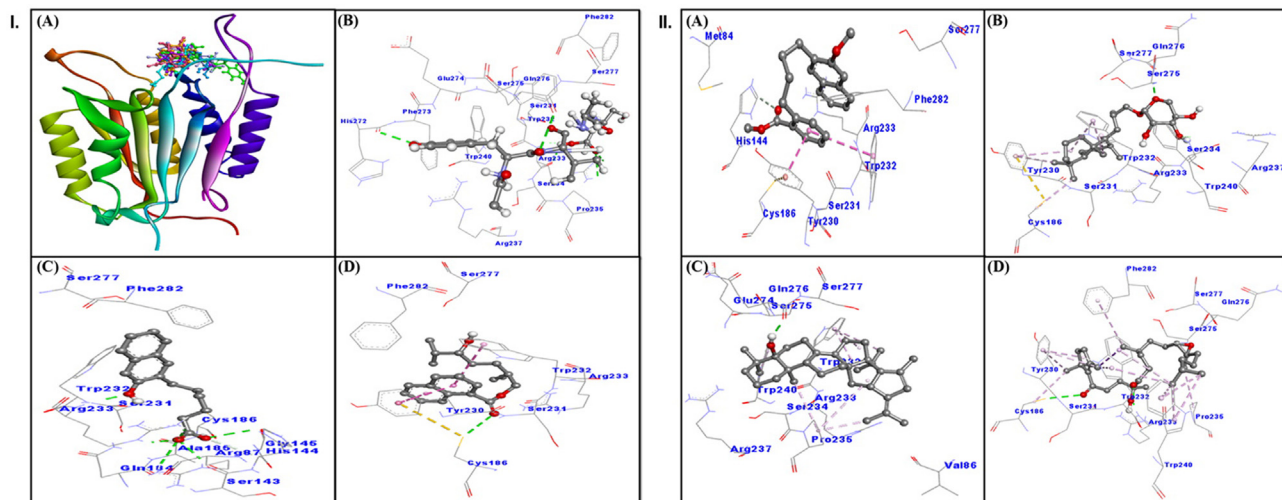 I.
(A)
(B)
Phe282
Glu274
Ser275
Gln276
Ser277
Phe273
Ser231
His272
Trp232
Trp240
Arg233
Ser234
Pro235
Arg237
(C)
Ser277
Phe282
Trp232
Arg233
Ser231
Cys186
Gly145
Ala185
Arg87
His144
Gln184
Ser143
(D)
Ser277
Phe282
Trp232
Arg233
Tyr230
Ser231
Cys186
II.
(A)
Met84
Ser277
Phe282
His144
Arg233
Trp232
Ser231
Cys186
Tyr230
(B)
Ser277
Gln276
Ser275
Trp232
Ser234
Tyr230
Arg233
Arg237
Ser231
Trp240
Cys186
(C)
Gln276
Ser277
Glu274
Ser275
Trp240
Arg233
Ser234
Pro235
Arg237
Val86
(D)
Phe282
Ser277
Gln276
Ser275
Tyr230
Cys186
Trp232
Arg233
Pro235
Trp240